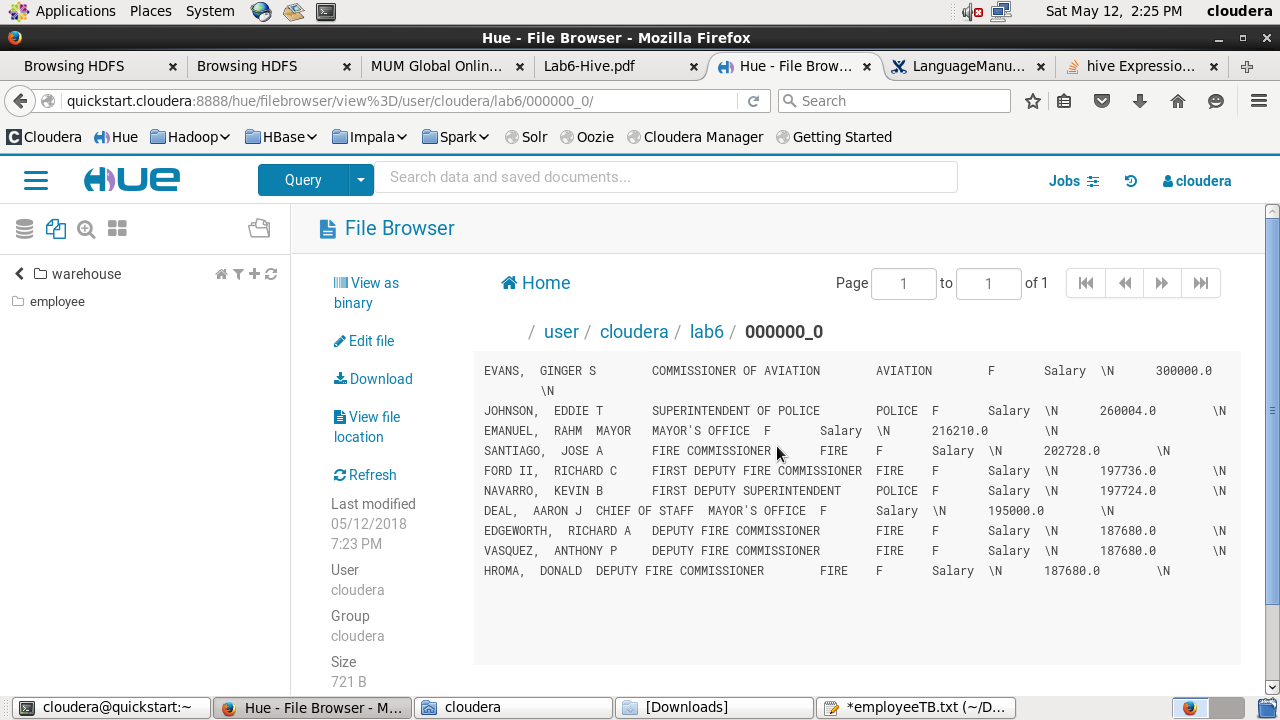 Applications Places System Sat May 12, 2:25 PM cloudera
Hue - File Browser - Mozilla Firefox
Browsing HDFS Browsing HDFS MUM Global Onlin... Lab6-Hive.pdf Hue - File Brow... LanguageManu... hive Expressio...
quickstart.cloudera:8888/hue/filebrowser/view%3D/user/cloudera/lab6/000000_0/ Search
Cloudera Hue Hadoop HBase Impala Spark Solr Oozie Cloudera Manager Getting Started
HUE Query Search data and saved documents... Jobs cloudera
File Browser
warehouse
employee
View as binary
Edit file
Download
View file location
Refresh
Last modified
05/12/2018
7:23 PM
User
cloudera
Group
cloudera
Size
721 B
Home Page 1 to 1 of 1
/ user / cloudera / lab6 / 000000_0
EVANS,  GINGER S	COMMISSIONER OF AVIATION	AVIATION	F	Salary	\N	300000.0
\N
JOHNSON,  EDDIE T	SUPERINTENDENT OF POLICE	POLICE	F	Salary	\N	260004.0	\N
EMANUEL,  RAHM	MAYOR	MAYOR'S OFFICE	F	Salary	\N	216210.0	\N
SANTIAGO,  JOSE A	FIRE COMMISSIONER	FIRE	F	Salary	\N	202728.0	\N
FORD II,  RICHARD C	FIRST DEPUTY FIRE COMMISSIONER	FIRE	F	Salary	\N	197736.0	\N
NAVARRO,  KEVIN B	FIRST DEPUTY SUPERINTENDENT	POLICE	F	Salary	\N	197724.0	\N
DEAL,  AARON J	CHIEF OF STAFF	MAYOR'S OFFICE	F	Salary	\N	195000.0	\N
EDGEWORTH,  RICHARD A	DEPUTY FIRE COMMISSIONER	FIRE	F	Salary	\N	187680.0	\N
VASQUEZ,  ANTHONY P	DEPUTY FIRE COMMISSIONER	FIRE	F	Salary	\N	187680.0	\N
HROMA,  DONALD	DEPUTY FIRE COMMISSIONER	FIRE	F	Salary	\N	187680.0	\N
cloudera@quickstart:~ Hue - File Browser - M... cloudera [Downloads] *employeeTB.txt (~/D...